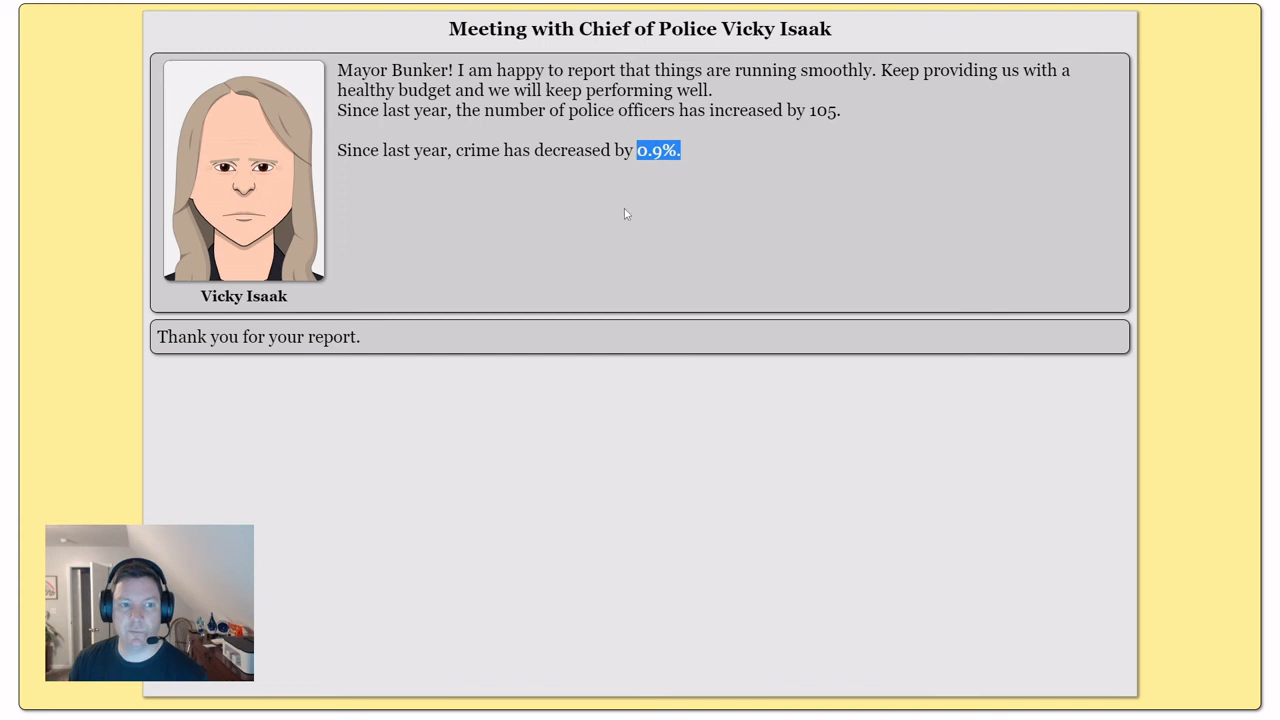 Meeting with Chief of Police Vicky Isaak
Mayor Bunker! I am happy to report that things are running smoothly. Keep providing us with a
healthy budget and we will keep performing well.
Since last year, the number of police officers has increased by 105.
Since last year, crime has decreased by 0.9%.
Vicky Isaak
Thank you for your report.